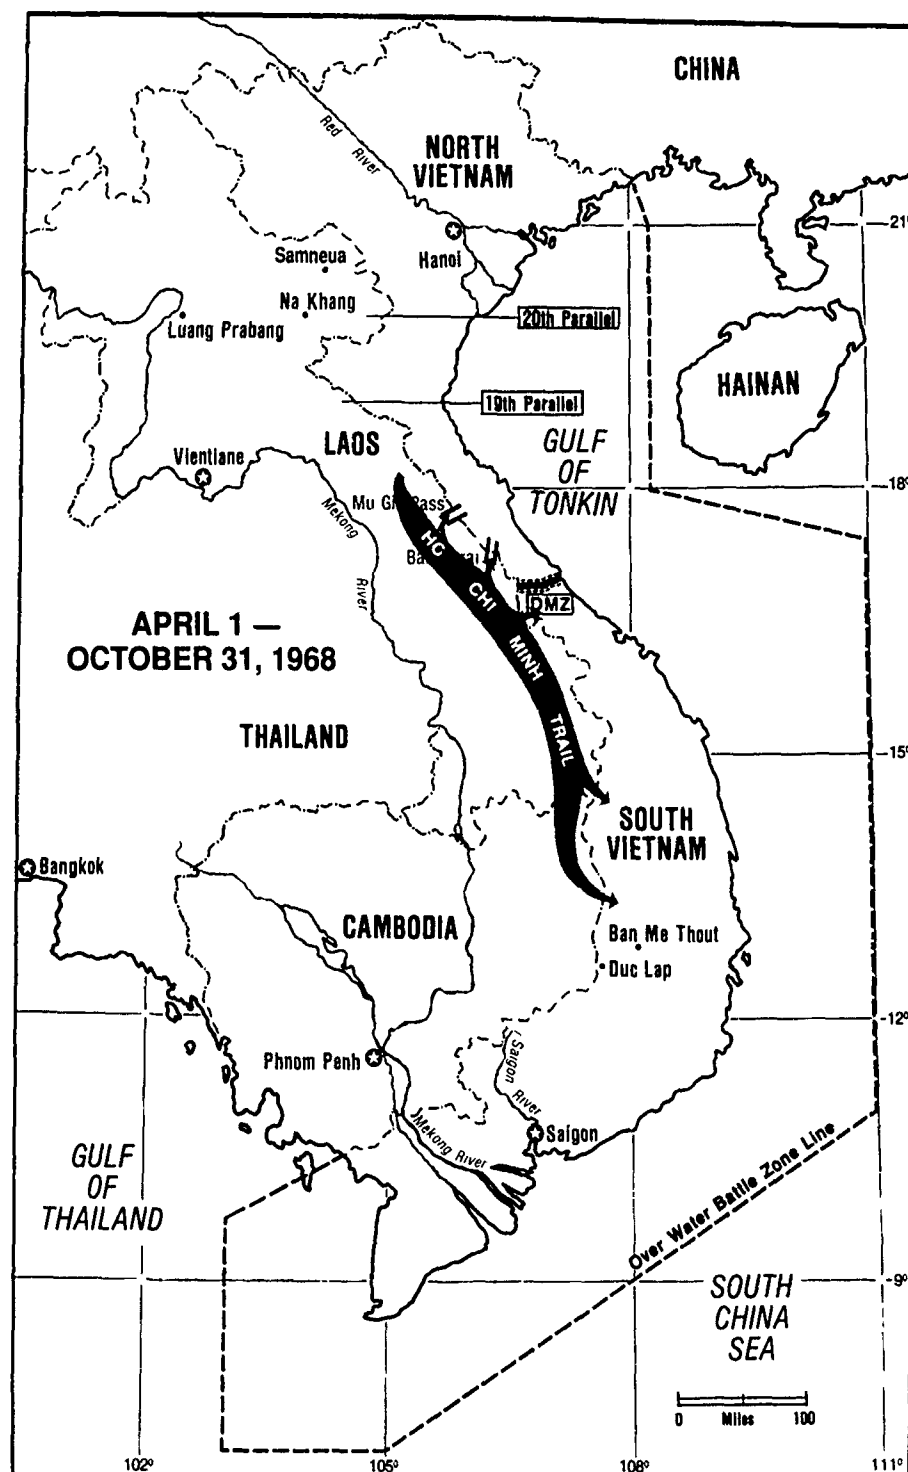 CHINA
Red
River
NORTH
VIETNAM
21°
Hanoi
Samneua
Na Khang
Luang Prabang
20th Parallel
HAINAN
19th Parallel
GULF
OF
TONKIN
LAOS
Vientiane
18°
Mekong
River
Mu Gia Pass
HO
CHI
MINH
TRAIL
DMZ
APRIL 1 —
OCTOBER 31, 1968
THAILAND
15°
SOUTH
VIETNAM
Bangkok
CAMBODIA
Ban Me Thout
Duc Lap
12°
Phnom Penh
Saigon
River
Saigon
Mekong River
GULF
OF
THAILAND
Over Water Battle Zone Line
9°
SOUTH
CHINA
SEA
0 Miles 100
102° 105° 108° 111°